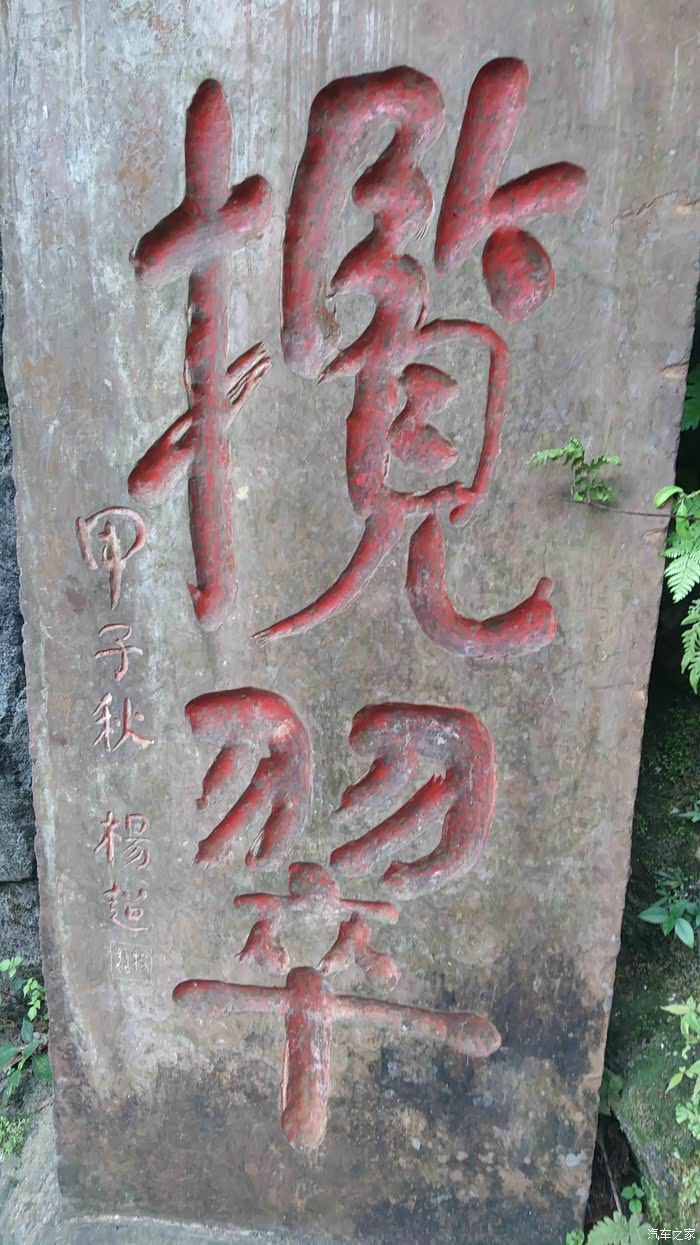 攬翠
甲子秋 楊超
汽车之家